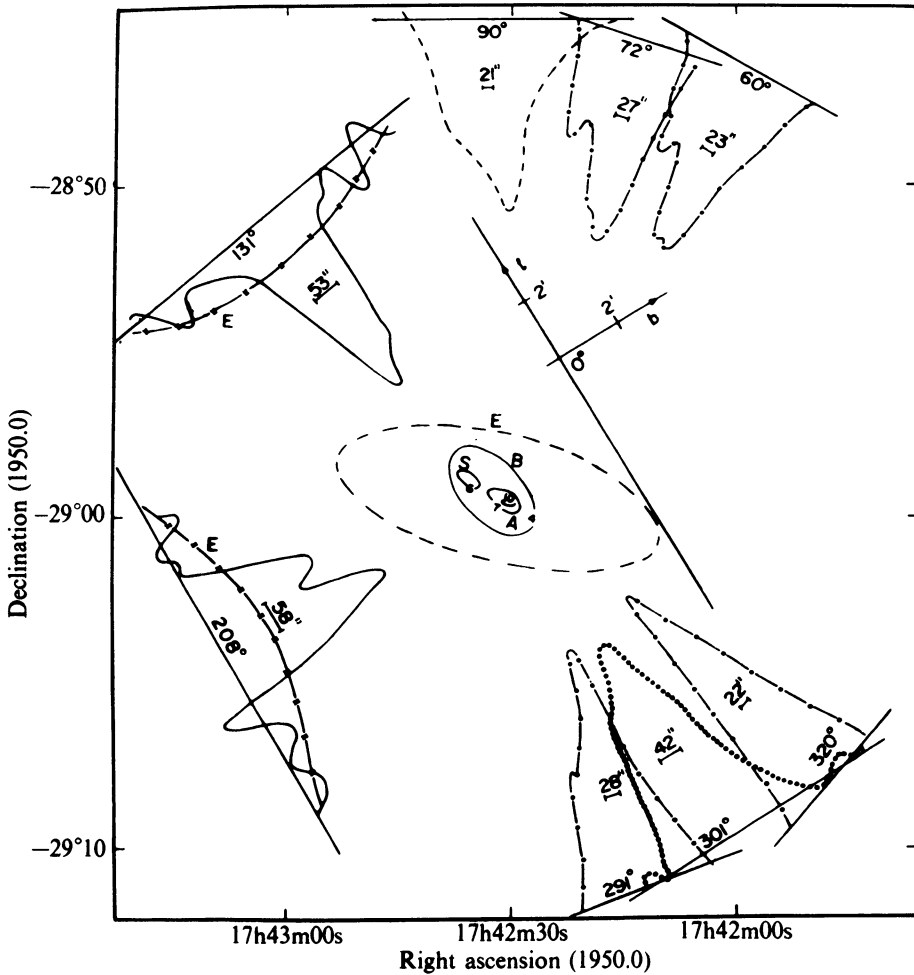 90°
72°
60°
21"
27"
23"
−28°50'
131°
53"
E
l
2'
2'
b
0°
E
S
B
A
−29°00'
E
58"
208°
22"
42"
28"
320°
301°
291°
−29°10'
17h43m00s
17h42m30s
17h42m00s
Right ascension (1950.0)
Declination (1950.0)